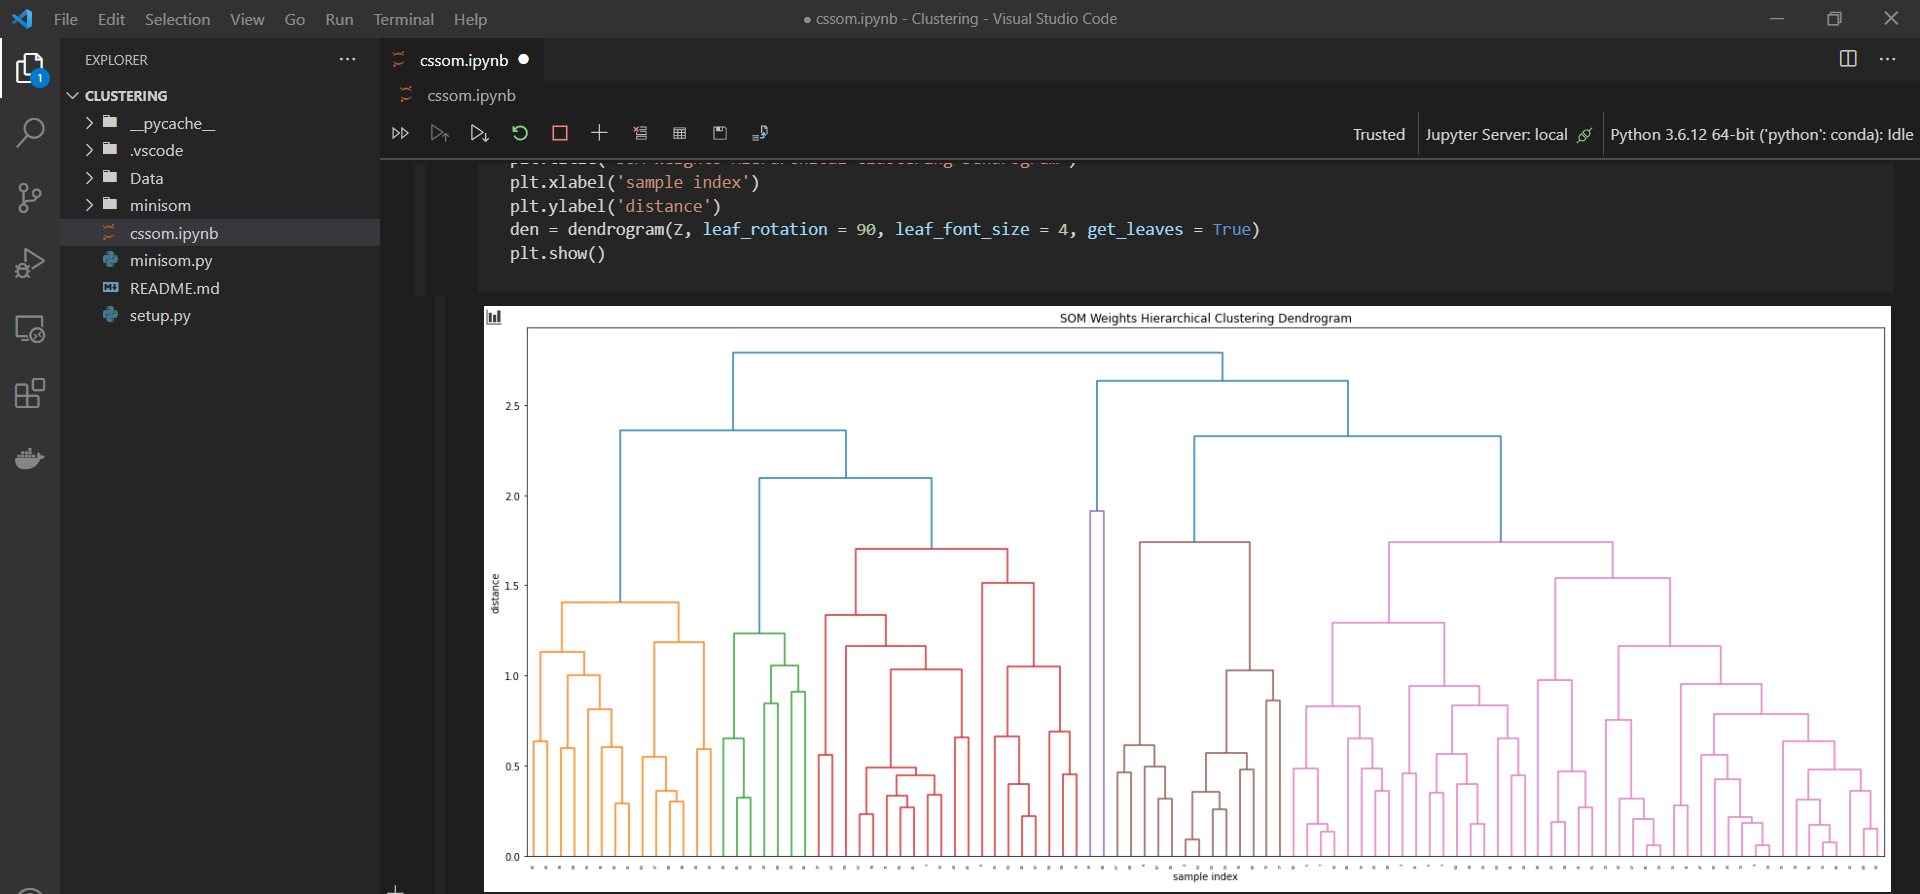 File Edit Selection View Go Run Terminal Help
● cssom.ipynb - Clustering - Visual Studio Code
EXPLORER
1
CLUSTERING
__pycache__
.vscode
Data
minisom
cssom.ipynb
minisom.py
README.md
setup.py
cssom.ipynb
cssom.ipynb
Trusted
Jupyter Server: local
Python 3.6.12 64-bit ('python': conda): Idle
plt.xlabel('sample index')
plt.ylabel('distance')
den = dendrogram(Z, leaf_rotation = 90, leaf_font_size = 4, get_leaves = True)
plt.show()
SOM Weights Hierarchical Clustering Dendrogram
2.5
2.0
1.5
1.0
0.5
0.0
distance
sample index